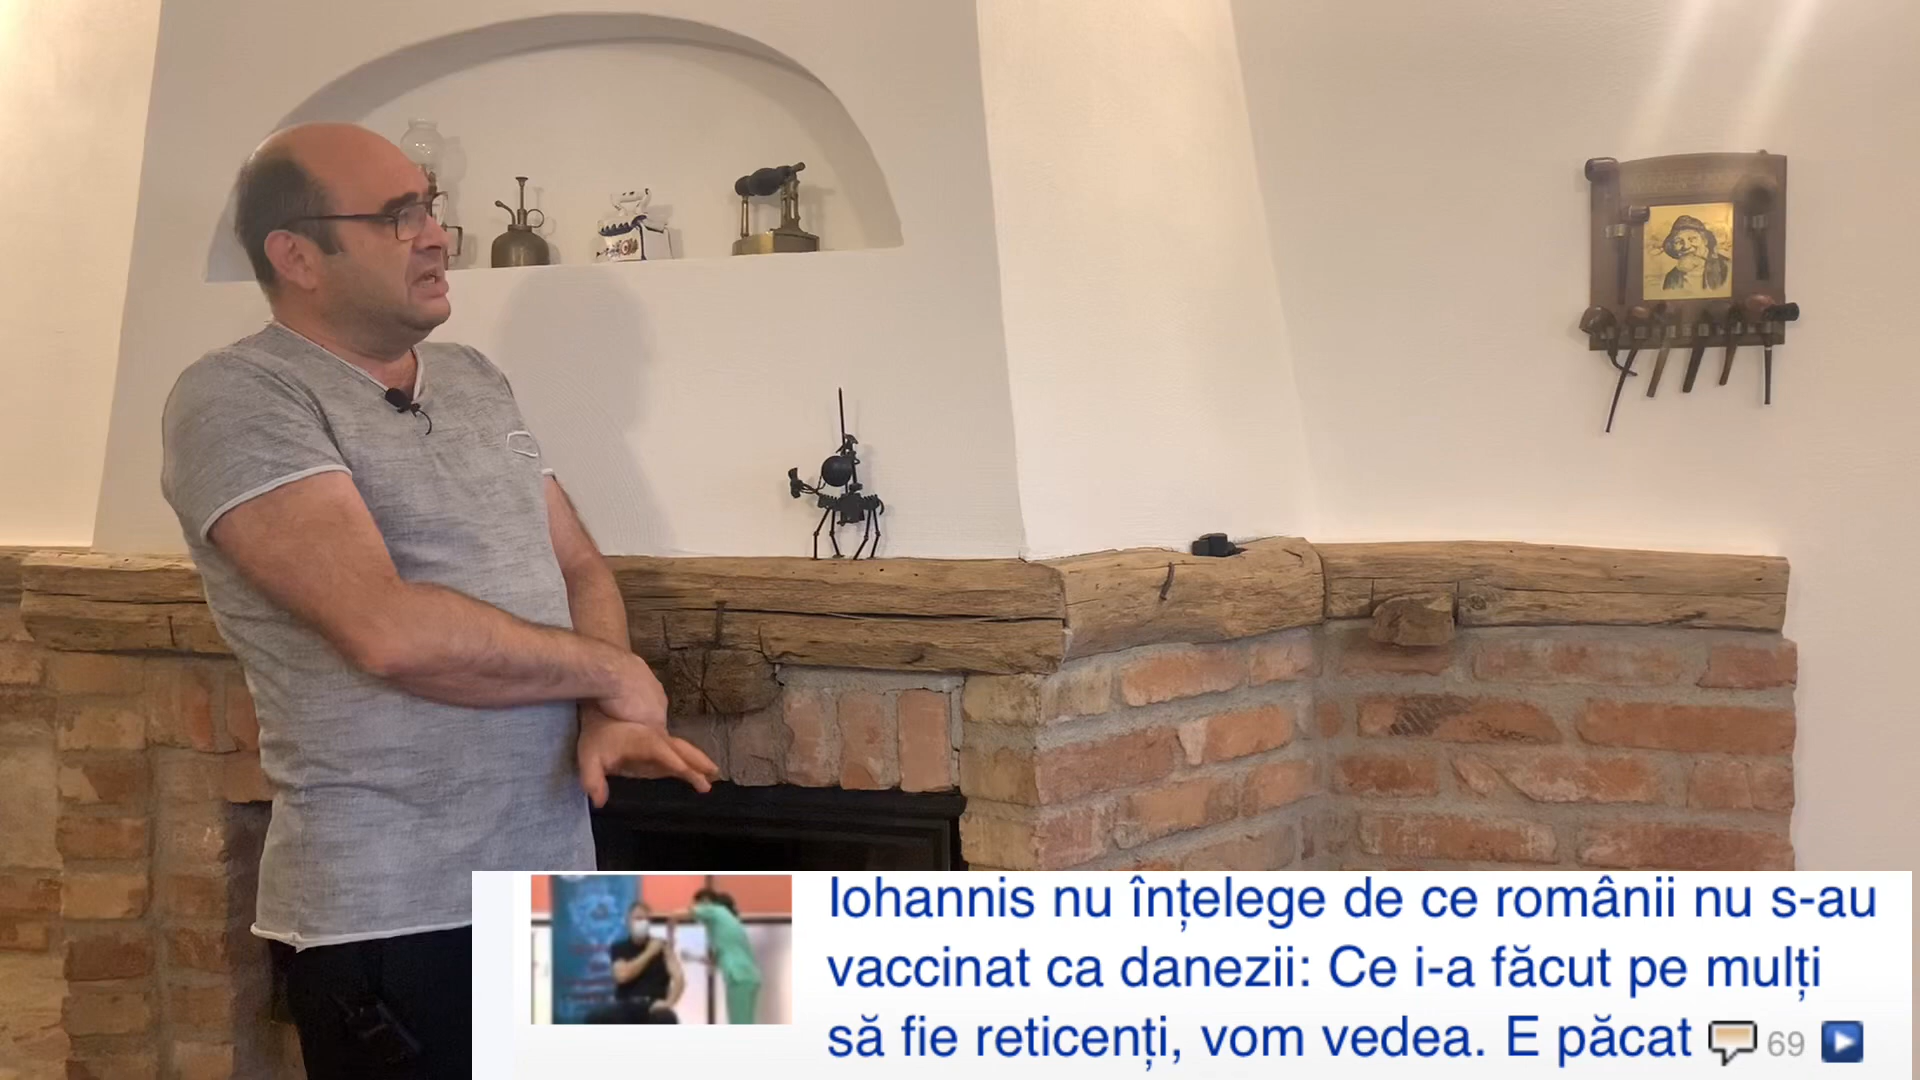 Iohannis nu înțelege de ce românii nu s-au
vaccinat ca danezii: Ce i-a făcut pe mulți
să fie reticenți, vom vedea. E păcat 69